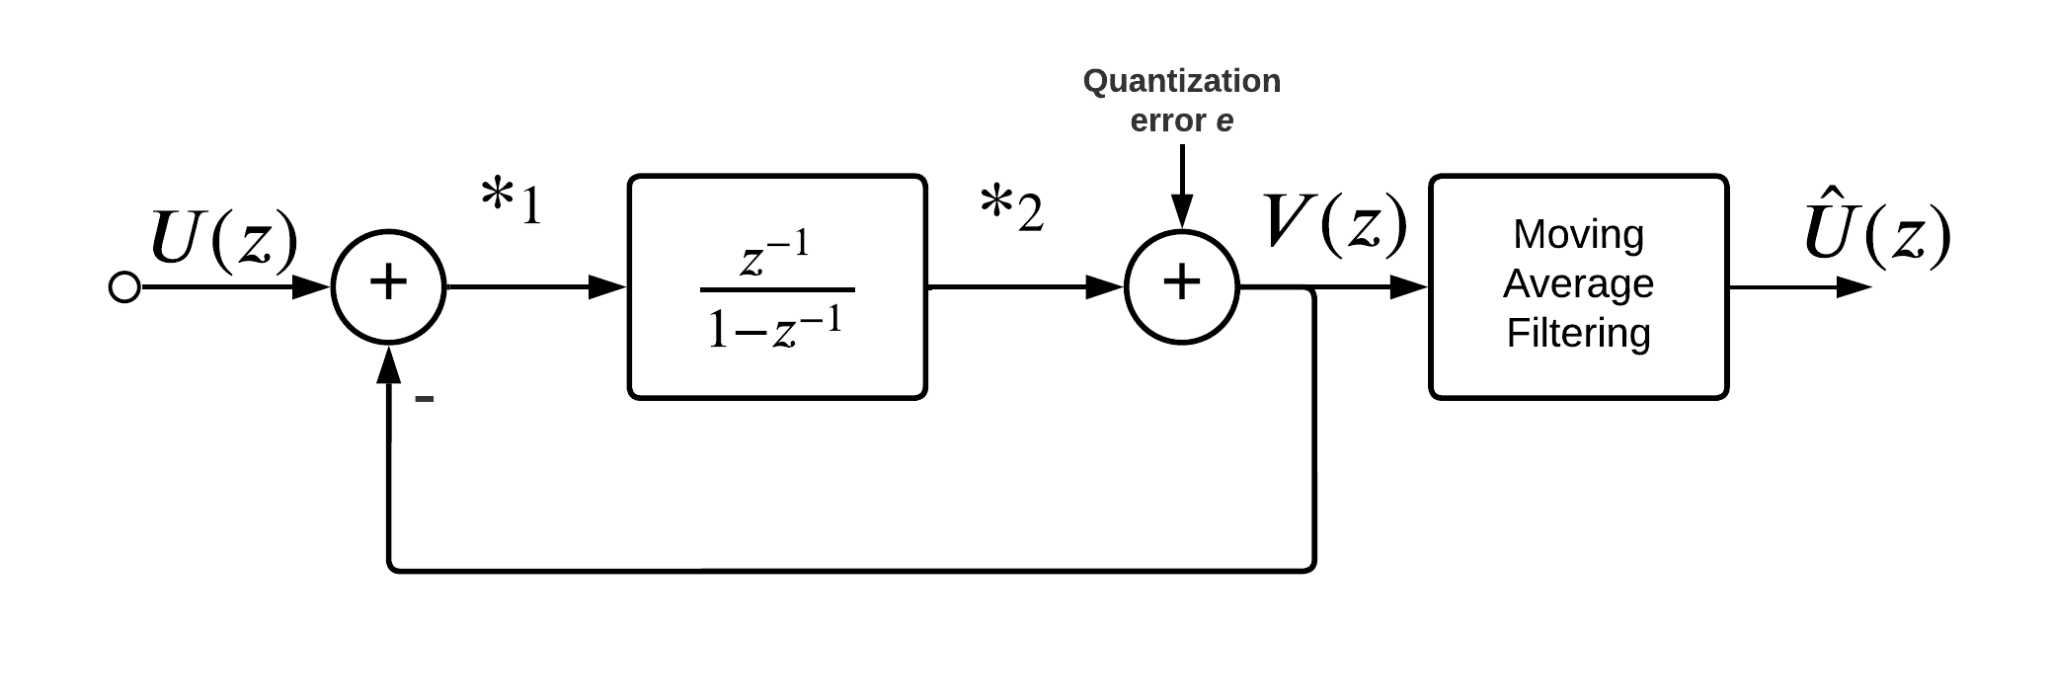 Quantization
error e
U(z)
+
*1
z⁻¹
1−z⁻¹
*2
+
V(z)
Moving
Average
Filtering
Û(z)
-